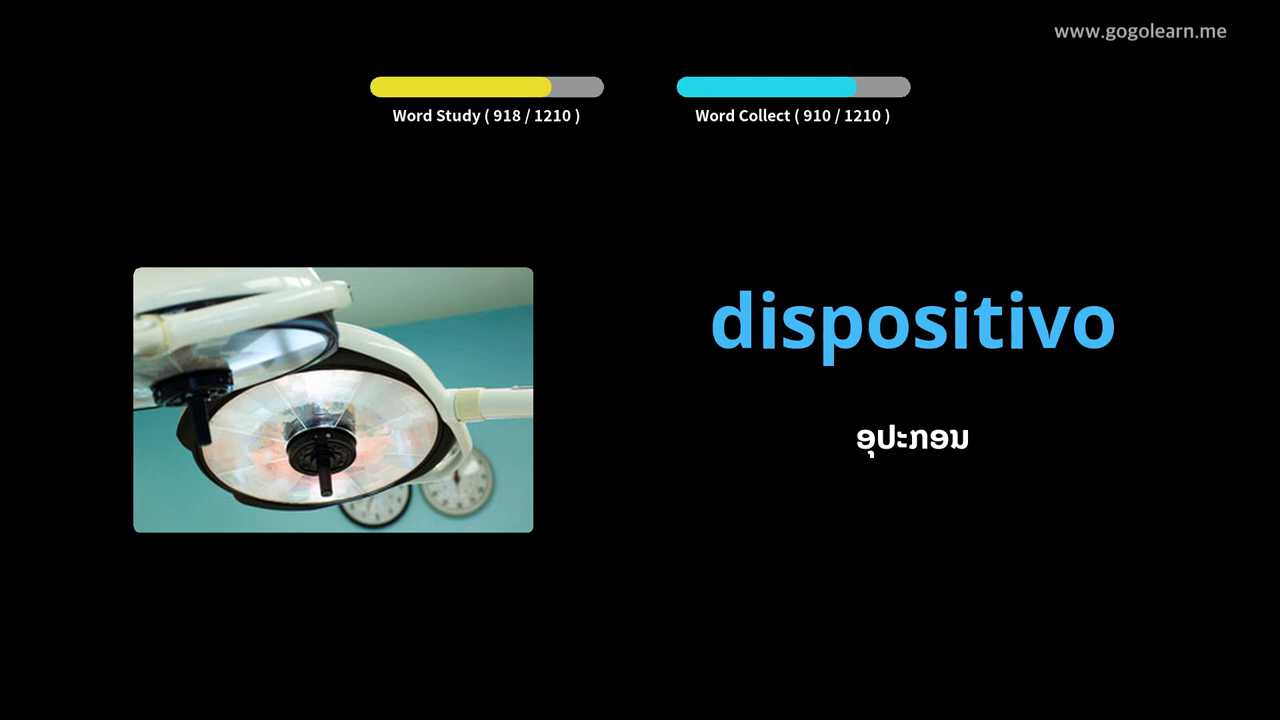 www.gogolearn.me
Word Study ( 918 / 1210 )
Word Collect ( 910 / 1210 )
dispositivo
ອຸປະກອນ